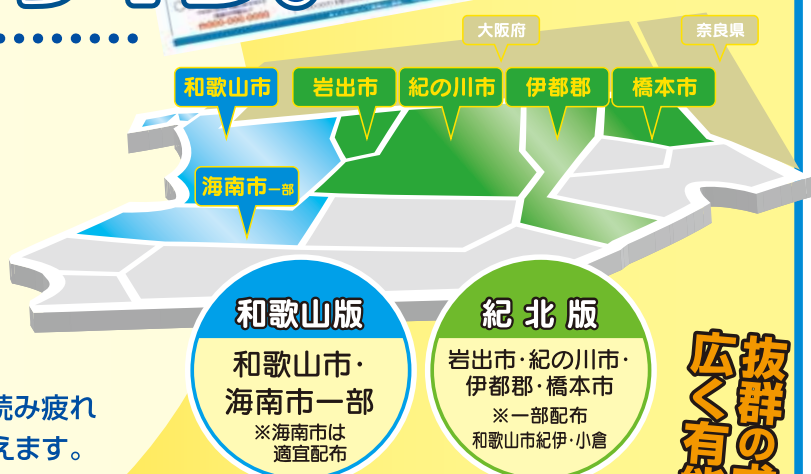 大阪府
奈良県
和歌山市
岩出市
紀の川市
伊都郡
橋本市
海南市一部
和歌山版
和歌山市・
海南市一部
※海南市は
適宜配布
紀北版
岩出市・紀の川市・
伊都郡・橋本市
※一部配布
和歌山市紀伊・小倉
読み疲れ
えます。
抜群の
広く有